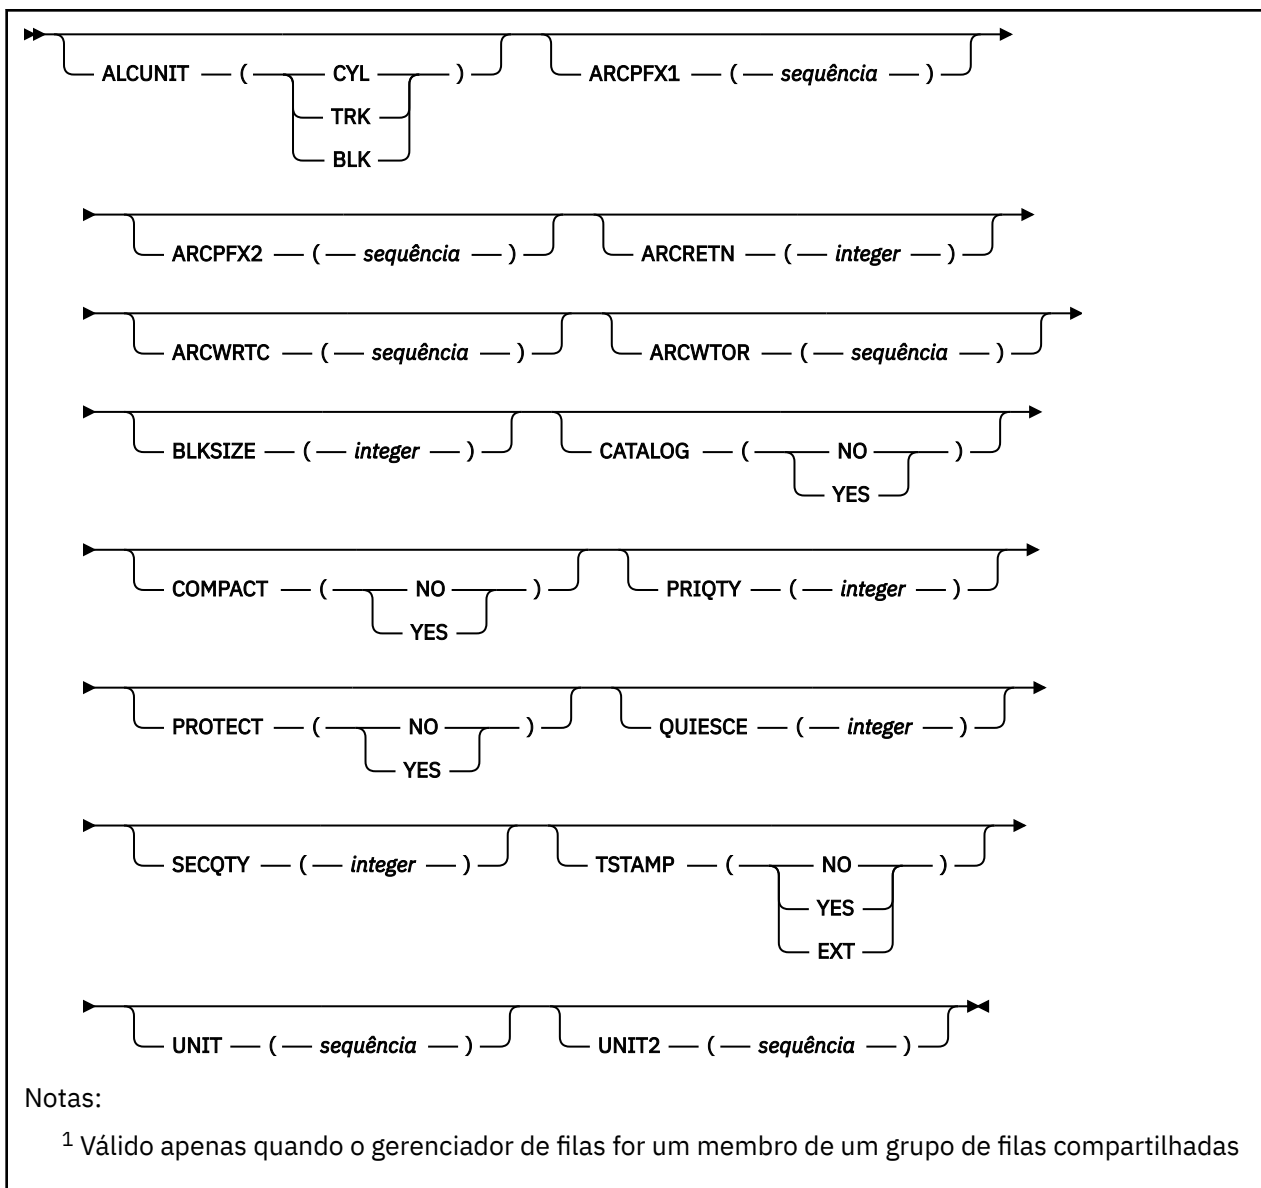 ALCUNIT ( CYL ) ARCPFX1 ( sequência )
TRK
BLK
ARCPFX2 ( sequência ) ARCRETN ( integer )
ARCWRTC ( sequência ) ARCWTOR ( sequência )
BLKSIZE ( integer ) CATALOG ( NO )
YES
COMPACT ( NO ) PRIQTY ( integer )
YES
PROTECT ( NO ) QUIESCE ( integer )
YES
SECQTY ( integer ) TSTAMP ( NO )
YES
EXT
UNIT ( sequência ) UNIT2 ( sequência )
Notas:
1 Válido apenas quando o gerenciador de filas for um membro de um grupo de filas compartilhadas